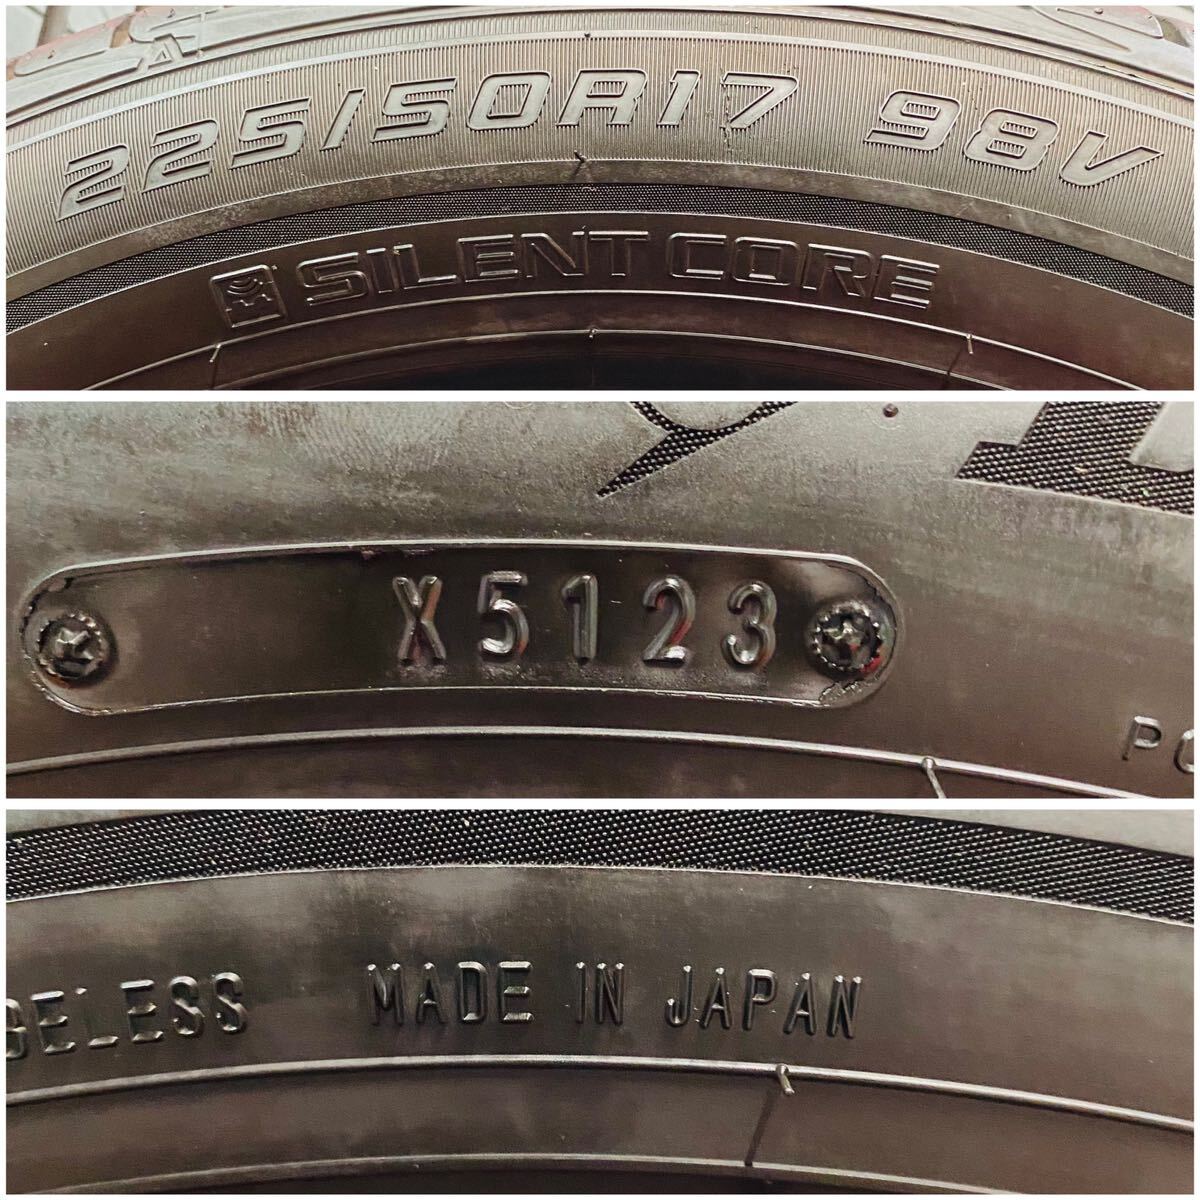 225/50R17 98V
SILENT CORE
X5123
MADE IN JAPAN